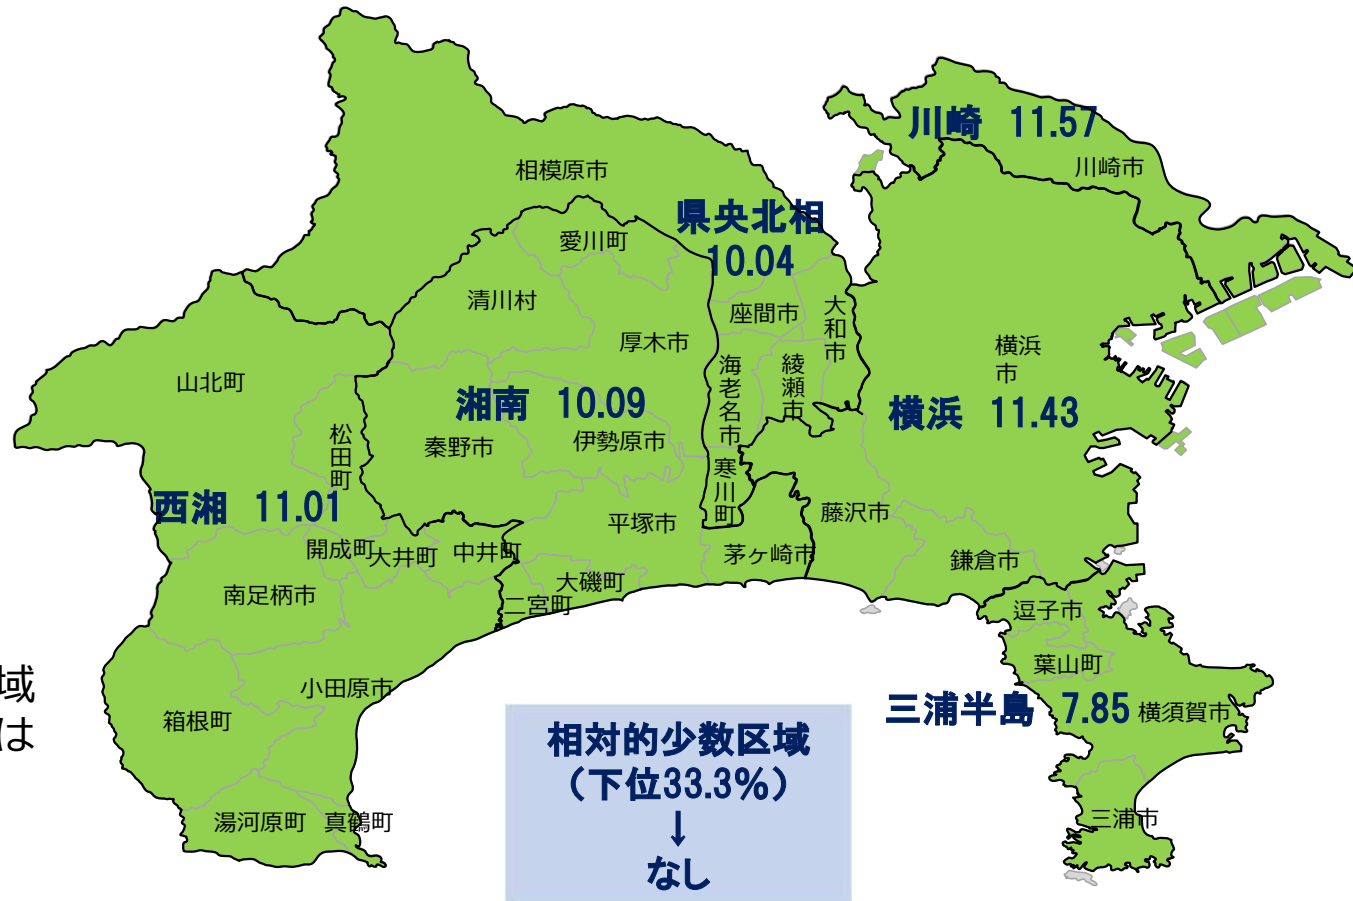 川崎 11.57
川崎市
相模原市
県央北相
10.04
愛川町
清川村
座間市
大和市
厚木市
海老名市
綾瀬市
横浜
市
山北町
湘南 10.09
横浜 11.43
松田町
秦野市
伊勢原市
寒川町
西湘 11.01
藤沢市
平塚市
開成町
大井町
中井町
茅ヶ崎市
鎌倉市
大磯町
南足柄市
二宮町
逗子市
葉山町
域
は
小田原市
箱根町
三浦半島 7.85
横須賀市
相対的少数区域
（下位33.3%）
↓
なし
湯河原町
真鶴町
三浦市